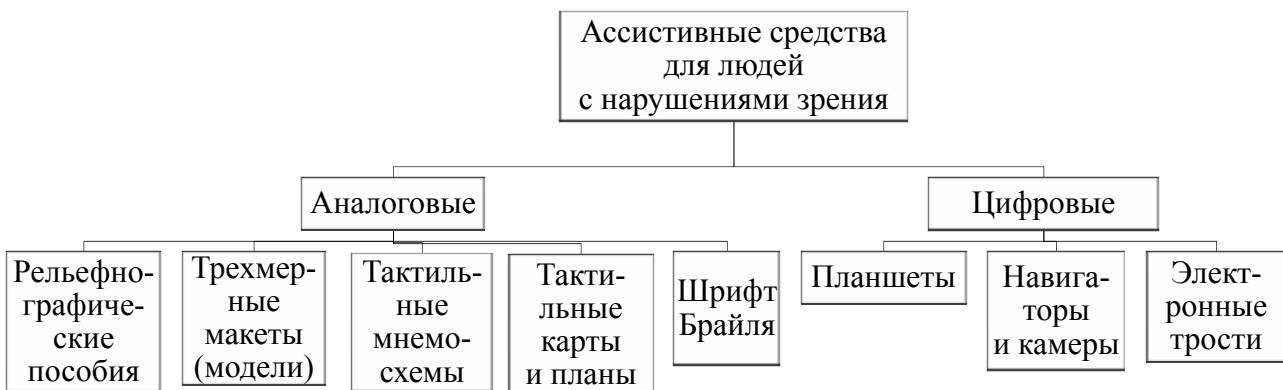 Ассистивные средства
для людей
с нарушениями зрения
Аналоговые
Цифровые
Рельефно-
графиче-
ские
пособия
Трехмер-
ные
макеты
(модели)
Тактиль-
ные
мнемо-
схемы
Такти-
льные
карты
и планы
Шрифт
Брайля
Планшеты
Навига-
торы
и камеры
Элект-
ронные
трости